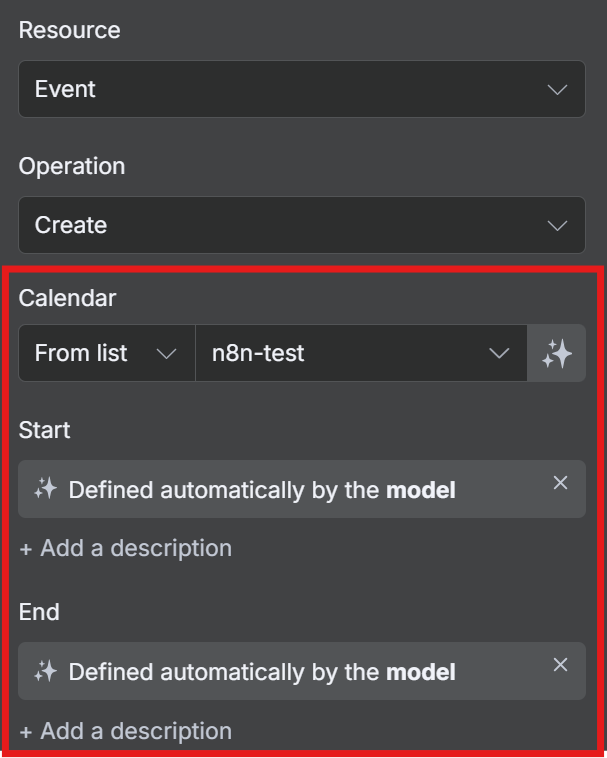 Resource
Event
Operation
Create
Calendar
From list n8n-test
Start
Defined automatically by the model
+ Add a description
End
Defined automatically by the model
+ Add a description